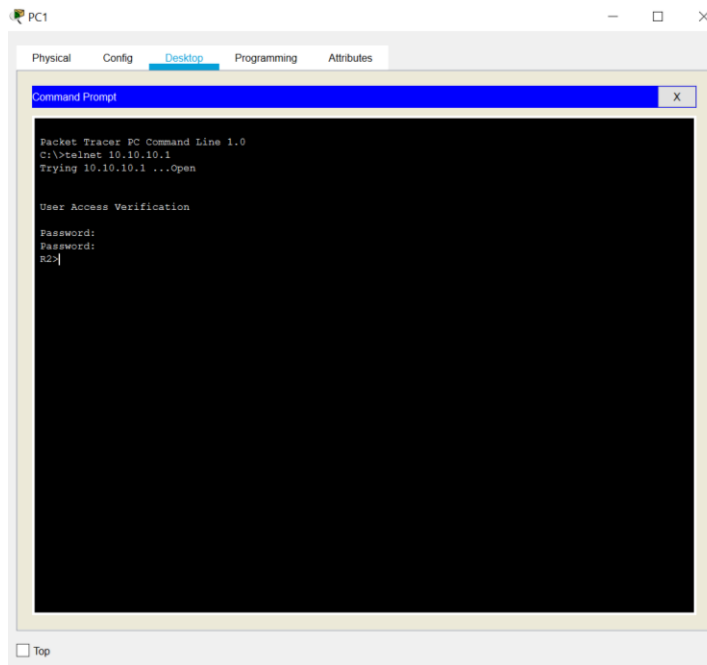 PC1
Physical Config Desktop Programming Attributes
Command Prompt X
Packet Tracer PC Command Line 1.0
C:\>telnet 10.10.10.1
Trying 10.10.10.1 ...Open
User Access Verification
Password:
Password:
R2>
Top